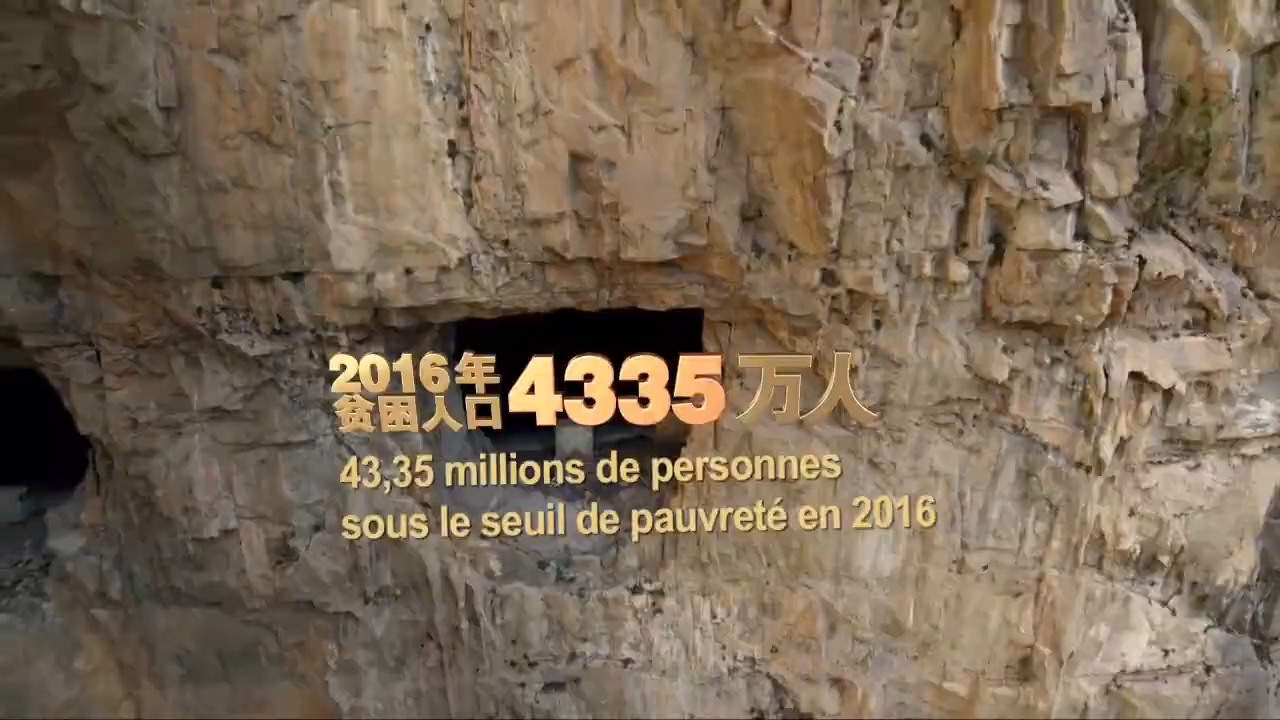 2016年
贫困人口 4335万人
43,35 millions de personnes
sous le seuil de pauvreté en 2016